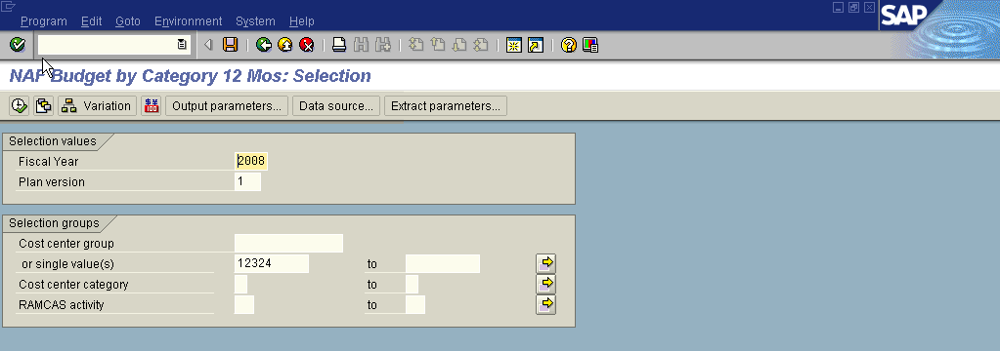 Program Edit Goto Environment System Help
SAP
NAF Budget by Category 12 Mos: Selection
Variation Output parameters... Data source... Extract parameters...
Selection values
Fiscal Year 2008
Plan version 1
Selection groups
Cost center group
or single value(s) 12324 to
Cost center category to
RAMCAS activity to